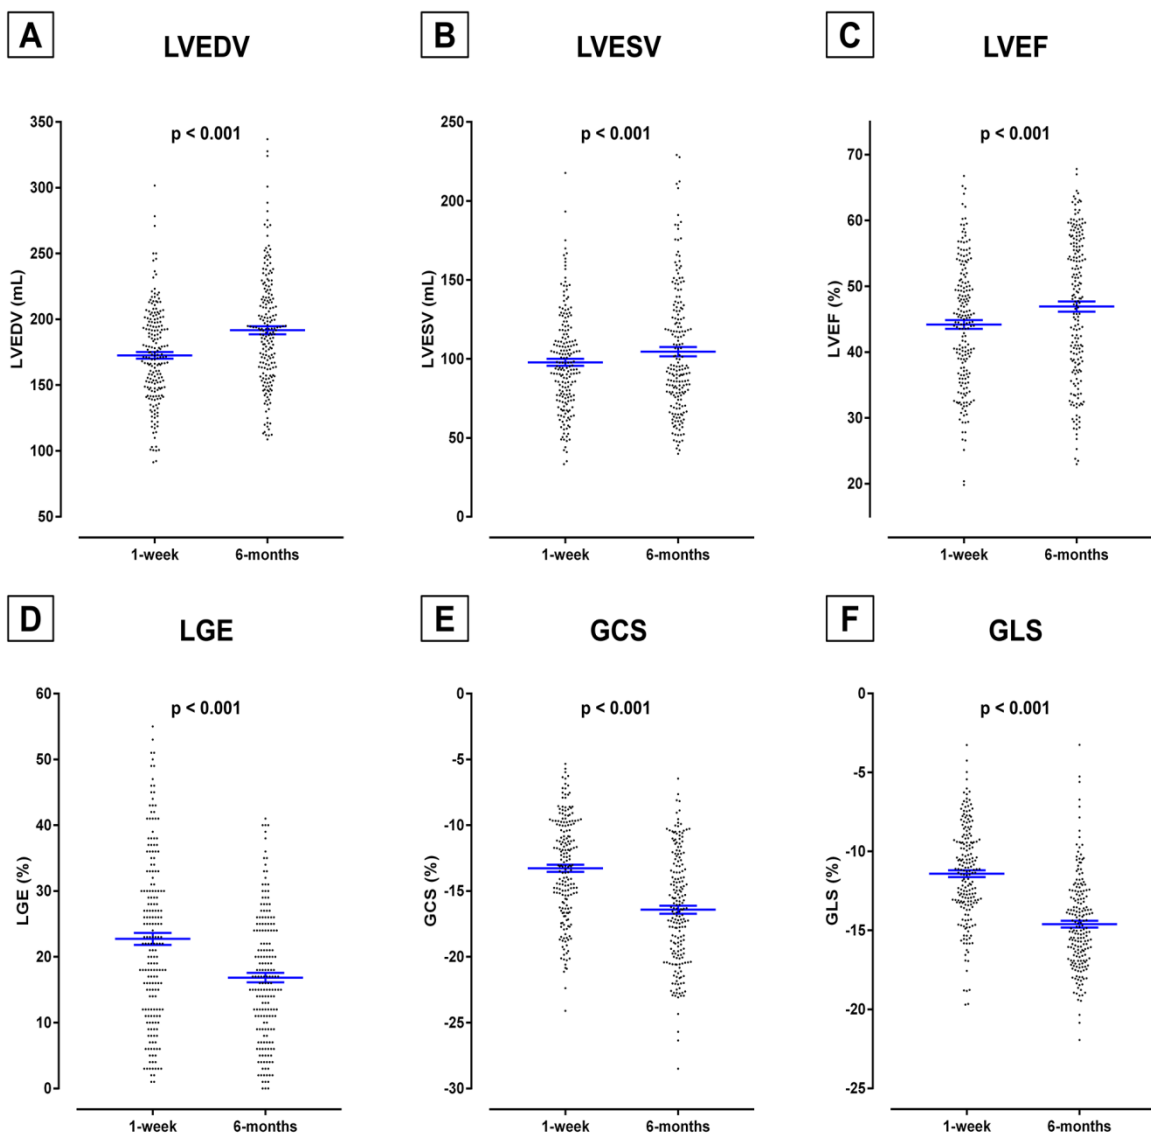 A
LVEDV
p < 0.001
LVEDV (mL)
350
300
250
200
150
100
50
1-week
6-months
B
LVESV
p < 0.001
LVESV (mL)
250
200
150
100
50
0
1-week
6-months
C
LVEF
p < 0.001
LVEF (%)
70
60
50
40
30
20
1-week
6-months
D
LGE
p < 0.001
LGE (%)
60
50
40
30
20
10
0
1-week
6-months
E
GCS
p < 0.001
GCS (%)
0
-5
-10
-15
-20
-25
-30
1-week
6-months
F
GLS
p < 0.001
GLS (%)
0
-5
-10
-15
-20
-25
1-week
6-months